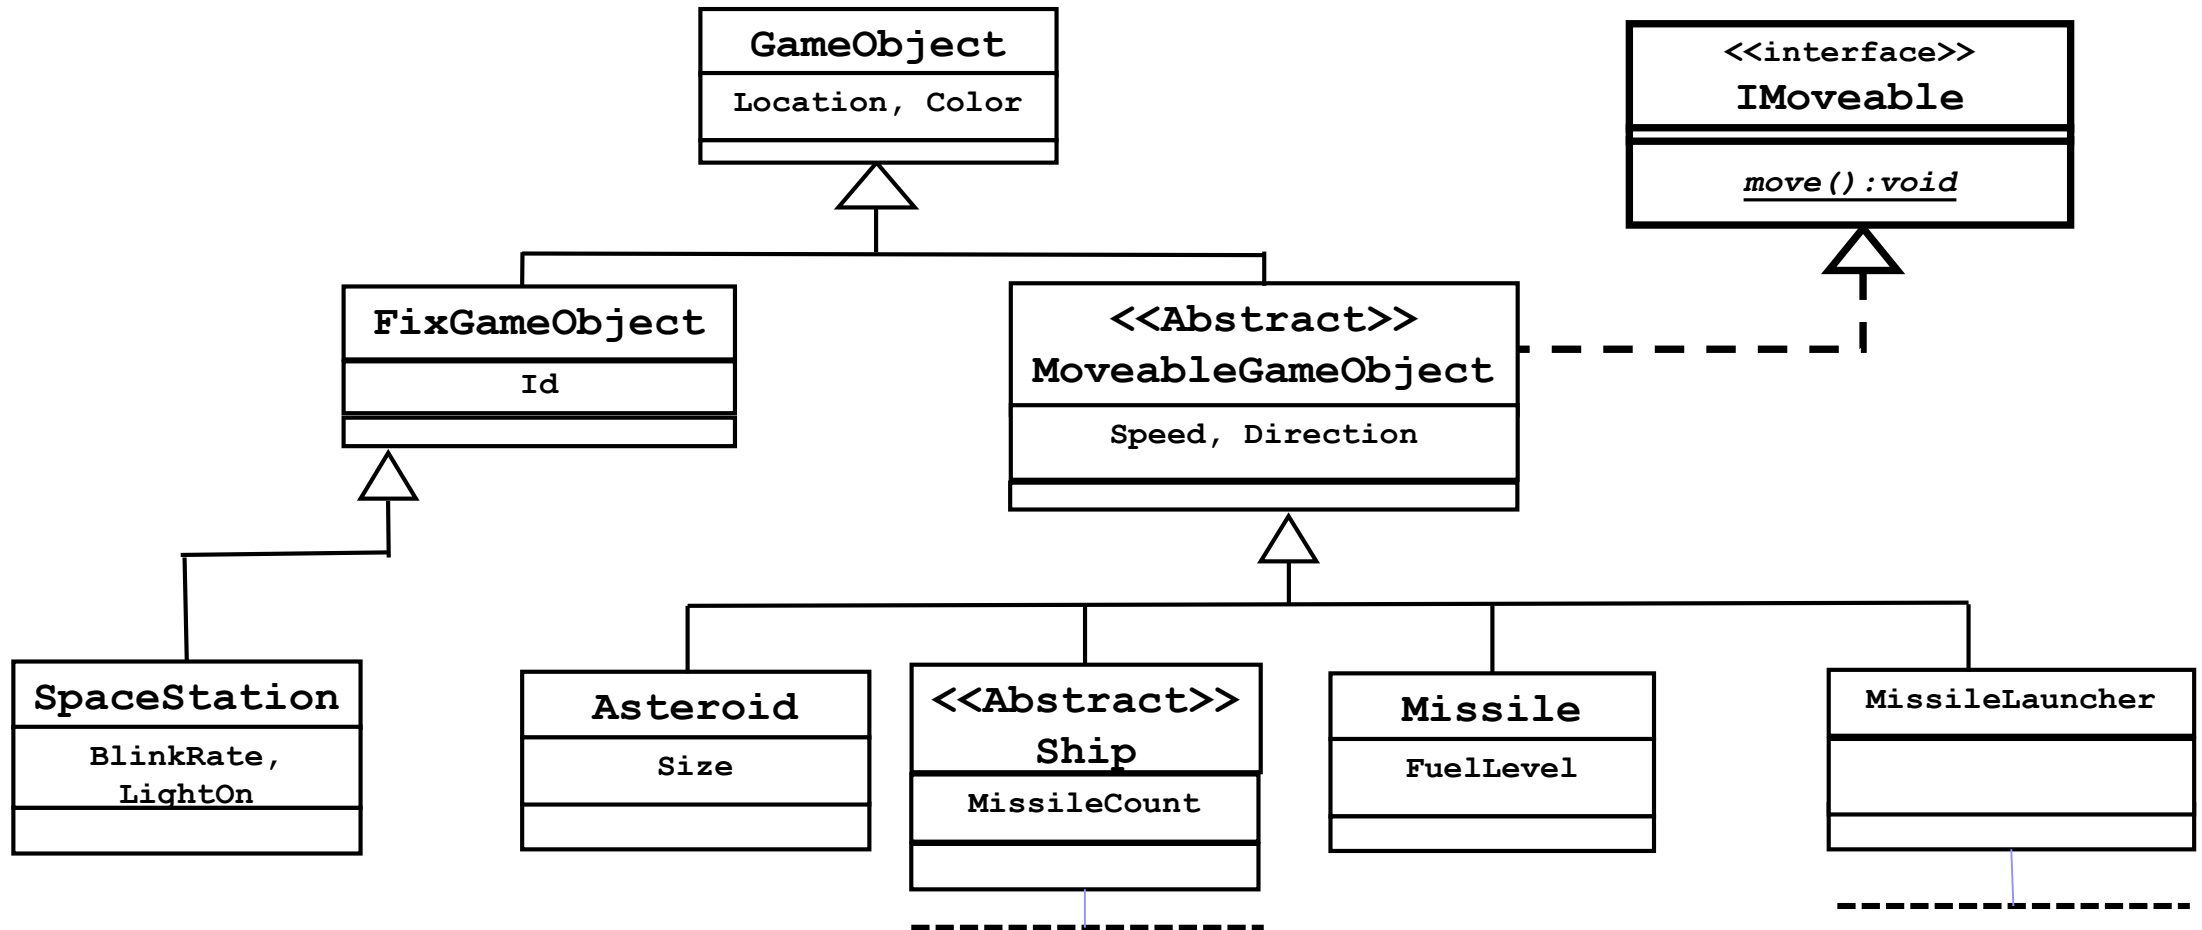 GameObject
Location, Color
<<interface>>
IMoveable
move():void
FixGameObject
Id
<<Abstract>>
MoveableGameObject
Speed, Direction
SpaceStation
BlinkRate,
LightOn
Asteroid
Size
<<Abstract>>
Ship
MissileCount
Missile
FuelLevel
MissileLauncher